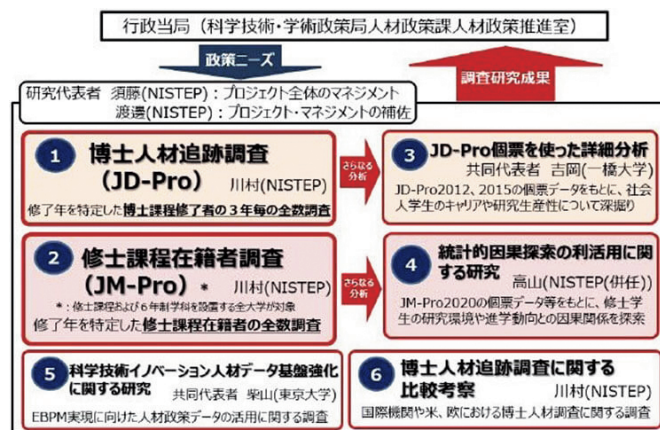 行政当局（科学技術・学術政策局人材政策課人材政策推進室）
政策ニーズ
調査研究成果
研究代表者 須藤(NISTEP)：プロジェクト全体のマネジメント
渡邊(NISTEP)：プロジェクト・マネジメントの補佐
1
博士人材追跡調査
（JD-Pro） 川村(NISTEP)
修了年を特定した博士課程修了者の３年毎の全数調査
さらなる
分析
3
JD-Pro個票を使った詳細分析
共同代表者 吉岡(一橋大学)
JD-Pro2012、2015の個票データをもとに、社会
人学生のキャリアや研究生産性について深掘り
2
修士課程在籍者調査
（JM-Pro）* 川村(NISTEP)
*：修士課程および６年制学科を設置する全大学が対象
修了年を特定した修士課程在籍者の全数調査
さらなる
分析
4
統計的因果探索の利活用に関
する研究 高山(NISTEP(併任))
JM-Pro2020の個票データ等をもとに、修士学
生の研究環境や進学動向との因果関係を探索
5
科学技術イノベーション人材データ基盤強化
に関する研究 共同代表者 柴山(東京大学)
EBPM実現に向けた人材政策データの活用に関する調査
6
博士人材追跡調査に関する
比較考察 川村(NISTEP)
国際機関や米、欧における博士人材調査に関する調査